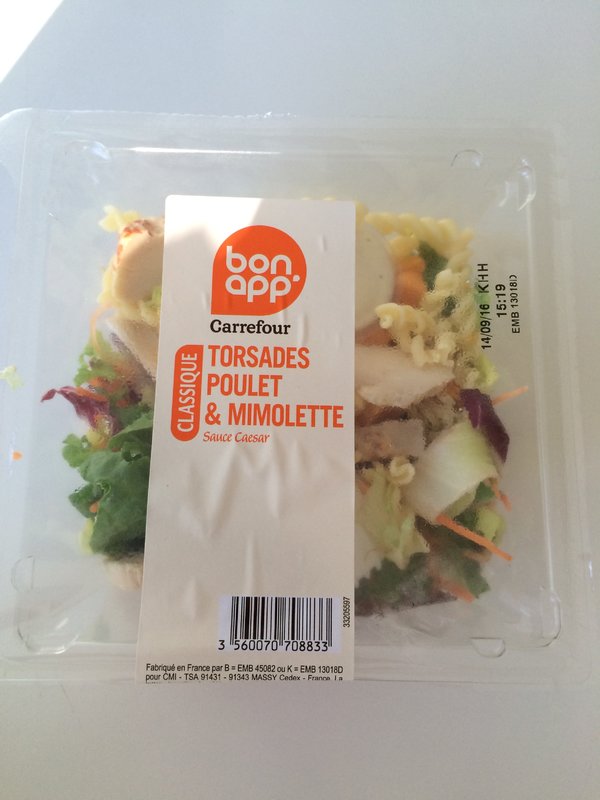 bon
app.
Carrefour
CLASSIQUE
TORSADES
POULET
& MIMOLETTE
Sauce Caesar
14/09/16 KHH
15:19
EMB 13018D
33205597
3 560070 708833
Fabriqué en France par B = EMB 45082 ou K = EMB 13018D
pour CMI - TSA 91431 - 91343 MASSY Cedex - France. La